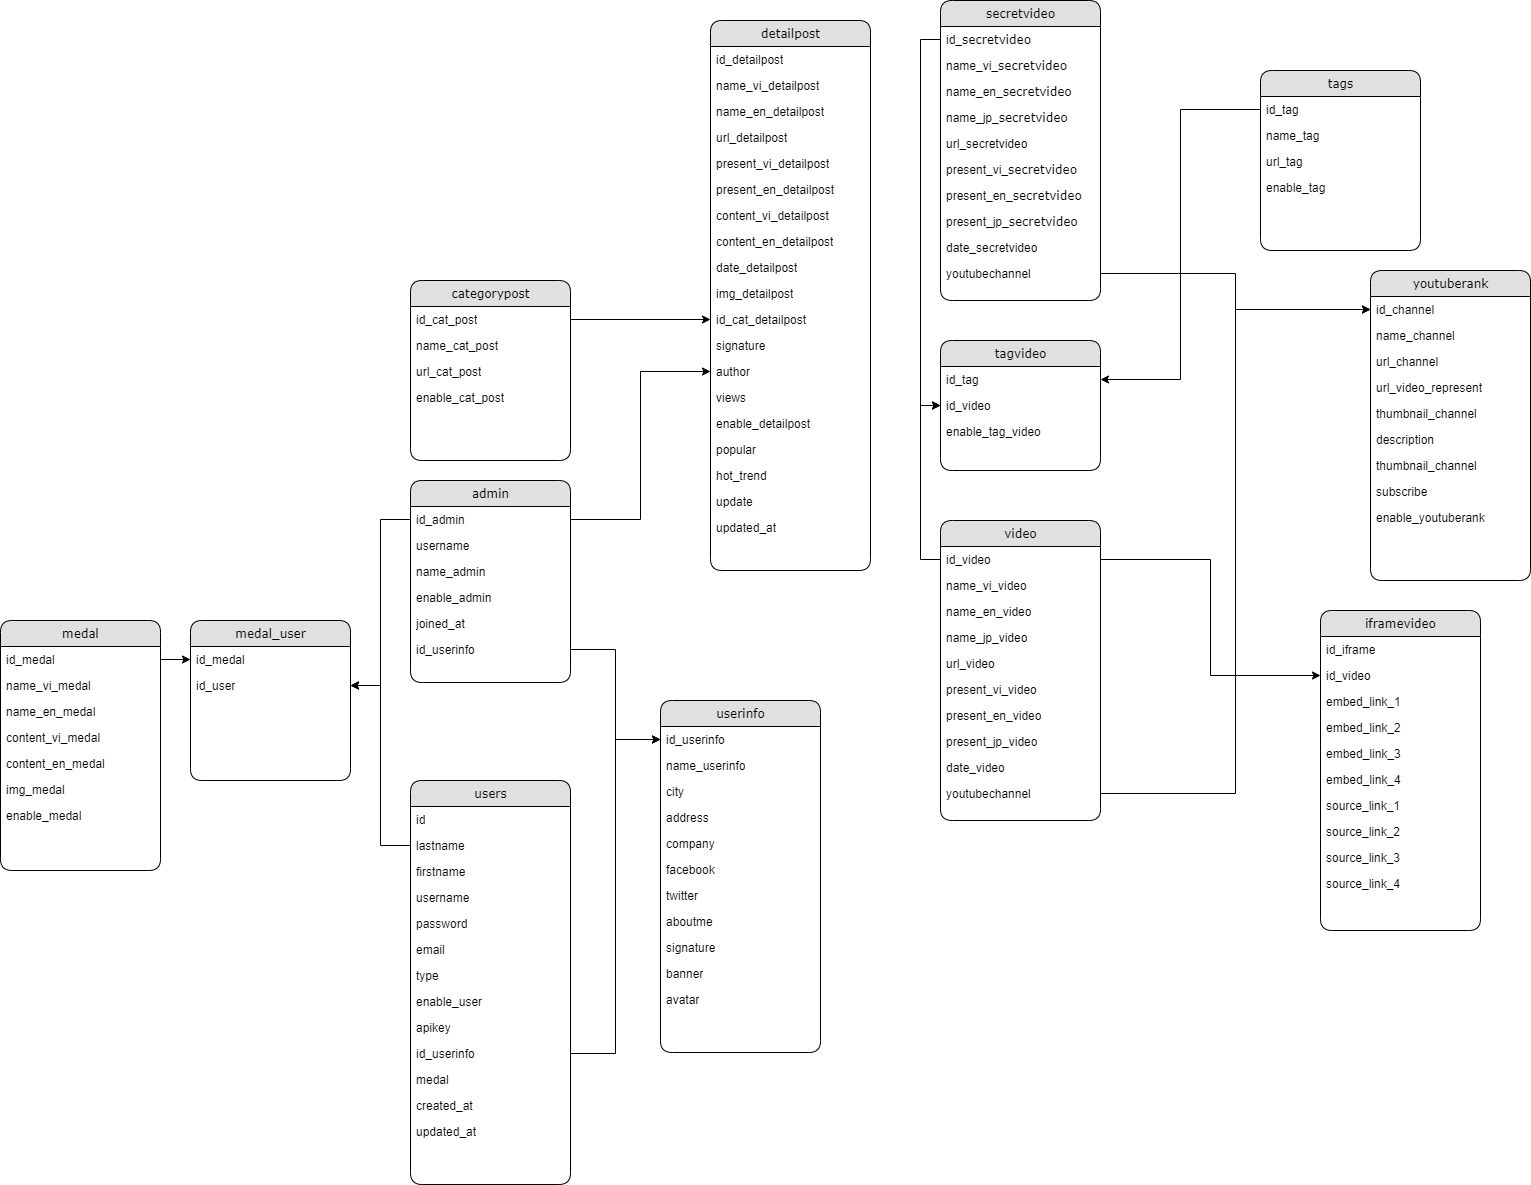 detailpost
id_detailpost
name_vi_detailpost
name_en_detailpost
url_detailpost
present_vi_detailpost
present_en_detailpost
content_vi_detailpost
content_en_detailpost
date_detailpost
img_detailpost
id_cat_detailpost
signature
author
views
enable_detailpost
popular
hot_trend
update
updated_at
secretvideo
id_secretvideo
name_vi_secretvideo
name_en_secretvideo
name_jp_secretvideo
url_secretvideo
present_vi_secretvideo
present_en_secretvideo
present_jp_secretvideo
date_secretvideo
youtubechannel
tags
id_tag
name_tag
url_tag
enable_tag
categorypost
id_cat_post
name_cat_post
url_cat_post
enable_cat_post
youtuberank
id_channel
name_channel
url_channel
url_video_represent
thumbnail_channel
description
thumbnail_channel
subscribe
enable_youtuberank
tagvideo
id_tag
id_video
enable_tag_video
admin
id_admin
username
name_admin
enable_admin
joined_at
id_userinfo
video
id_video
name_vi_video
name_en_video
name_jp_video
url_video
present_vi_video
present_en_video
present_jp_video
date_video
youtubechannel
medal
id_medal
name_vi_medal
name_en_medal
content_vi_medal
content_en_medal
img_medal
enable_medal
medal_user
id_medal
id_user
iframevideo
id_iframe
id_video
embed_link_1
embed_link_2
embed_link_3
embed_link_4
source_link_1
source_link_2
source_link_3
source_link_4
userinfo
id_userinfo
name_userinfo
city
address
company
facebook
twitter
aboutme
signature
banner
avatar
users
id
lastname
firstname
username
password
email
type
enable_user
apikey
id_userinfo
medal
created_at
updated_at